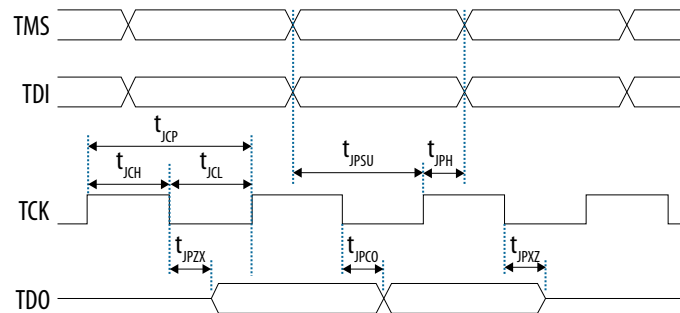 TMS
TDI
tJCP
tJCH tJCL tJPSU tJPH
TCK
tJPZX tJPCO tJPXZ
TDO